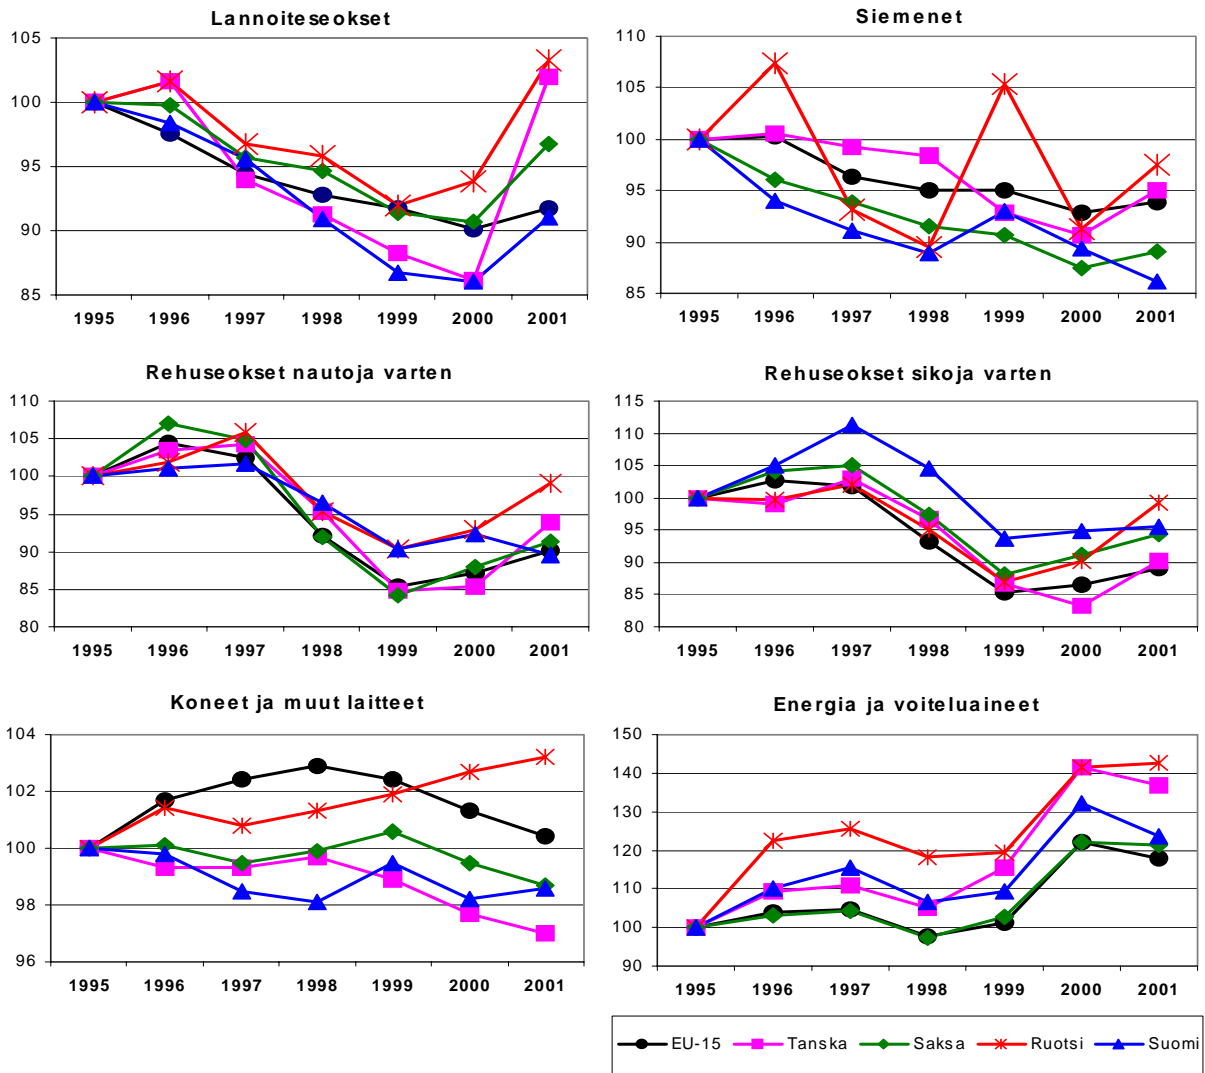 Lannoiteseokset
105
100
95
90
85
1995 1996 1997 1998 1999 2000 2001
Siemenet
110
105
100
95
90
85
1995 1996 1997 1998 1999 2000 2001
Rehuseokset nautoja varten
110
105
100
95
90
85
80
1995 1996 1997 1998 1999 2000 2001
Rehuseokset sikoja varten
115
110
105
100
95
90
85
80
1995 1996 1997 1998 1999 2000 2001
Koneet ja muut laitteet
104
102
100
98
96
1995 1996 1997 1998 1999 2000 2001
Energia ja voiteluaineet
150
140
130
120
110
100
90
1995 1996 1997 1998 1999 2000 2001
EU-15 Tanska Saksa Ruotsi Suomi